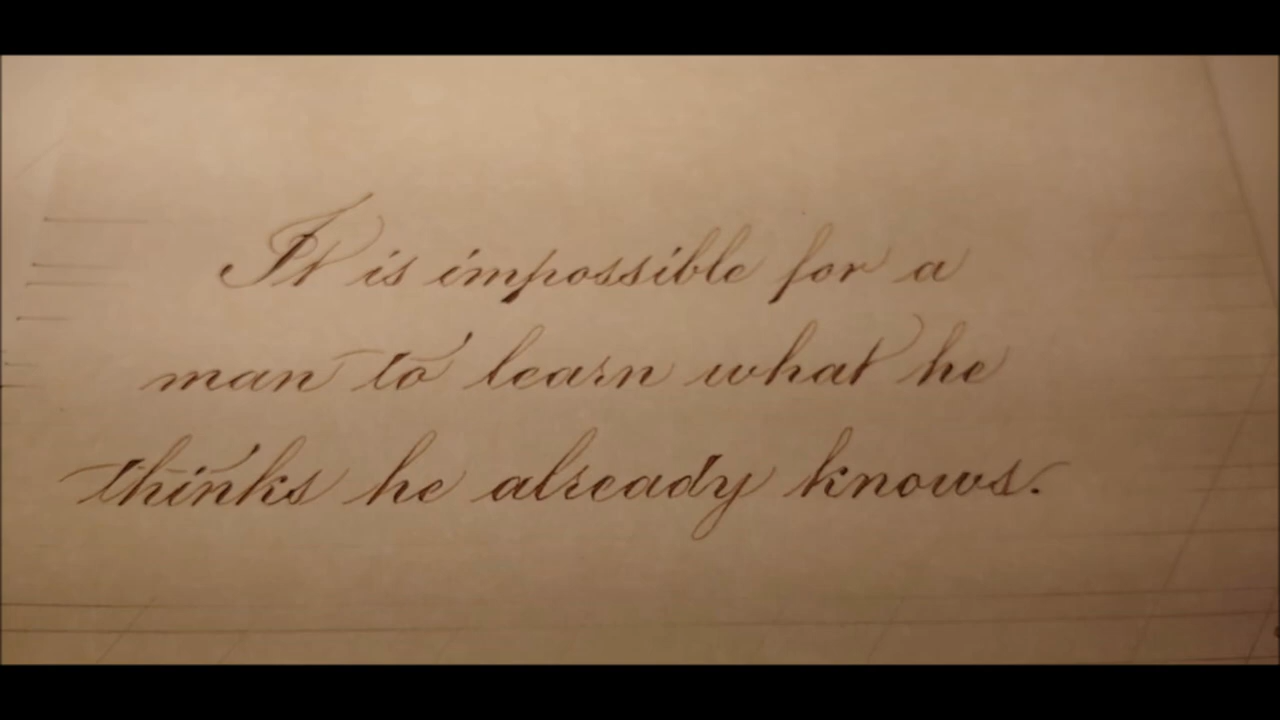 It is impossible for a
man to learn what he
thinks he already knows.